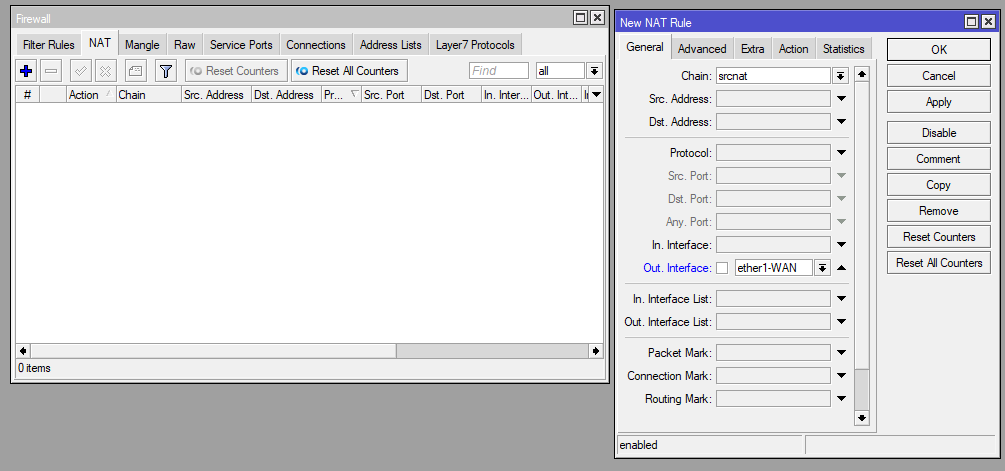 Firewall
Filter Rules NAT Mangle Raw Service Ports Connections Address Lists Layer7 Protocols
Reset Counters Reset All Counters Find all
# Action Chain Src. Address Dst. Address Pr... Src. Port Dst. Port In. Inter... Out. Int... I
0 items
New NAT Rule
General Advanced Extra Action Statistics
Chain: srcnat
Src. Address:
Dst. Address:
Protocol:
Src. Port:
Dst. Port:
Any. Port:
In. Interface:
Out. Interface: ether1-WAN
In. Interface List:
Out. Interface List:
Packet Mark:
Connection Mark:
Routing Mark:
OK
Cancel
Apply
Disable
Comment
Copy
Remove
Reset Counters
Reset All Counters
enabled